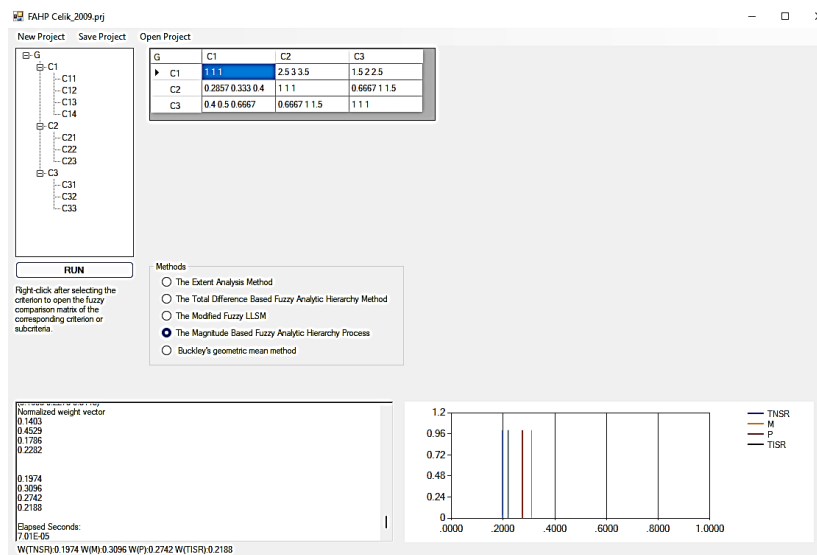 FAHP Celik_2009.prj
New Project Save Project Open Project
G
C1
C11
C12
C13
C14
C2
C21
C22
C23
C3
C31
C32
C33
G C1 C2 C3
C1 1 1 1 2.5 3 3.5 1.5 2 2.5
C2 0.2857 0.333 0.4 1 1 1 0.6667 1 1.5
C3 0.4 0.5 0.6667 0.6667 1 1.5 1 1 1
RUN
Right-click after selecting the
criterion to open the fuzzy
comparison matrix of the
corresponding criterion or
subcriteria.
Methods
The Extent Analysis Method
The Total Difference Based Fuzzy Analytic Hierarchy Method
The Modified Fuzzy LLSM
The Magnitude Based Fuzzy Analytic Hierarchy Process
Buckley's geometric mean method
Normalized weight vector
0.1403
0.4529
0.1786
0.2282
0.1974
0.3096
0.2742
0.2188
Elapsed Seconds:
7.01E-05
1.2
0.96
0.72
0.48
0.24
0
.0000 .2000 .4000 .6000 .8000 1.0000
TNSR
M
P
TISR
W(TNSR):0.1974 W(M):0.3096 W(P):0.2742 W(TISR):0.2188